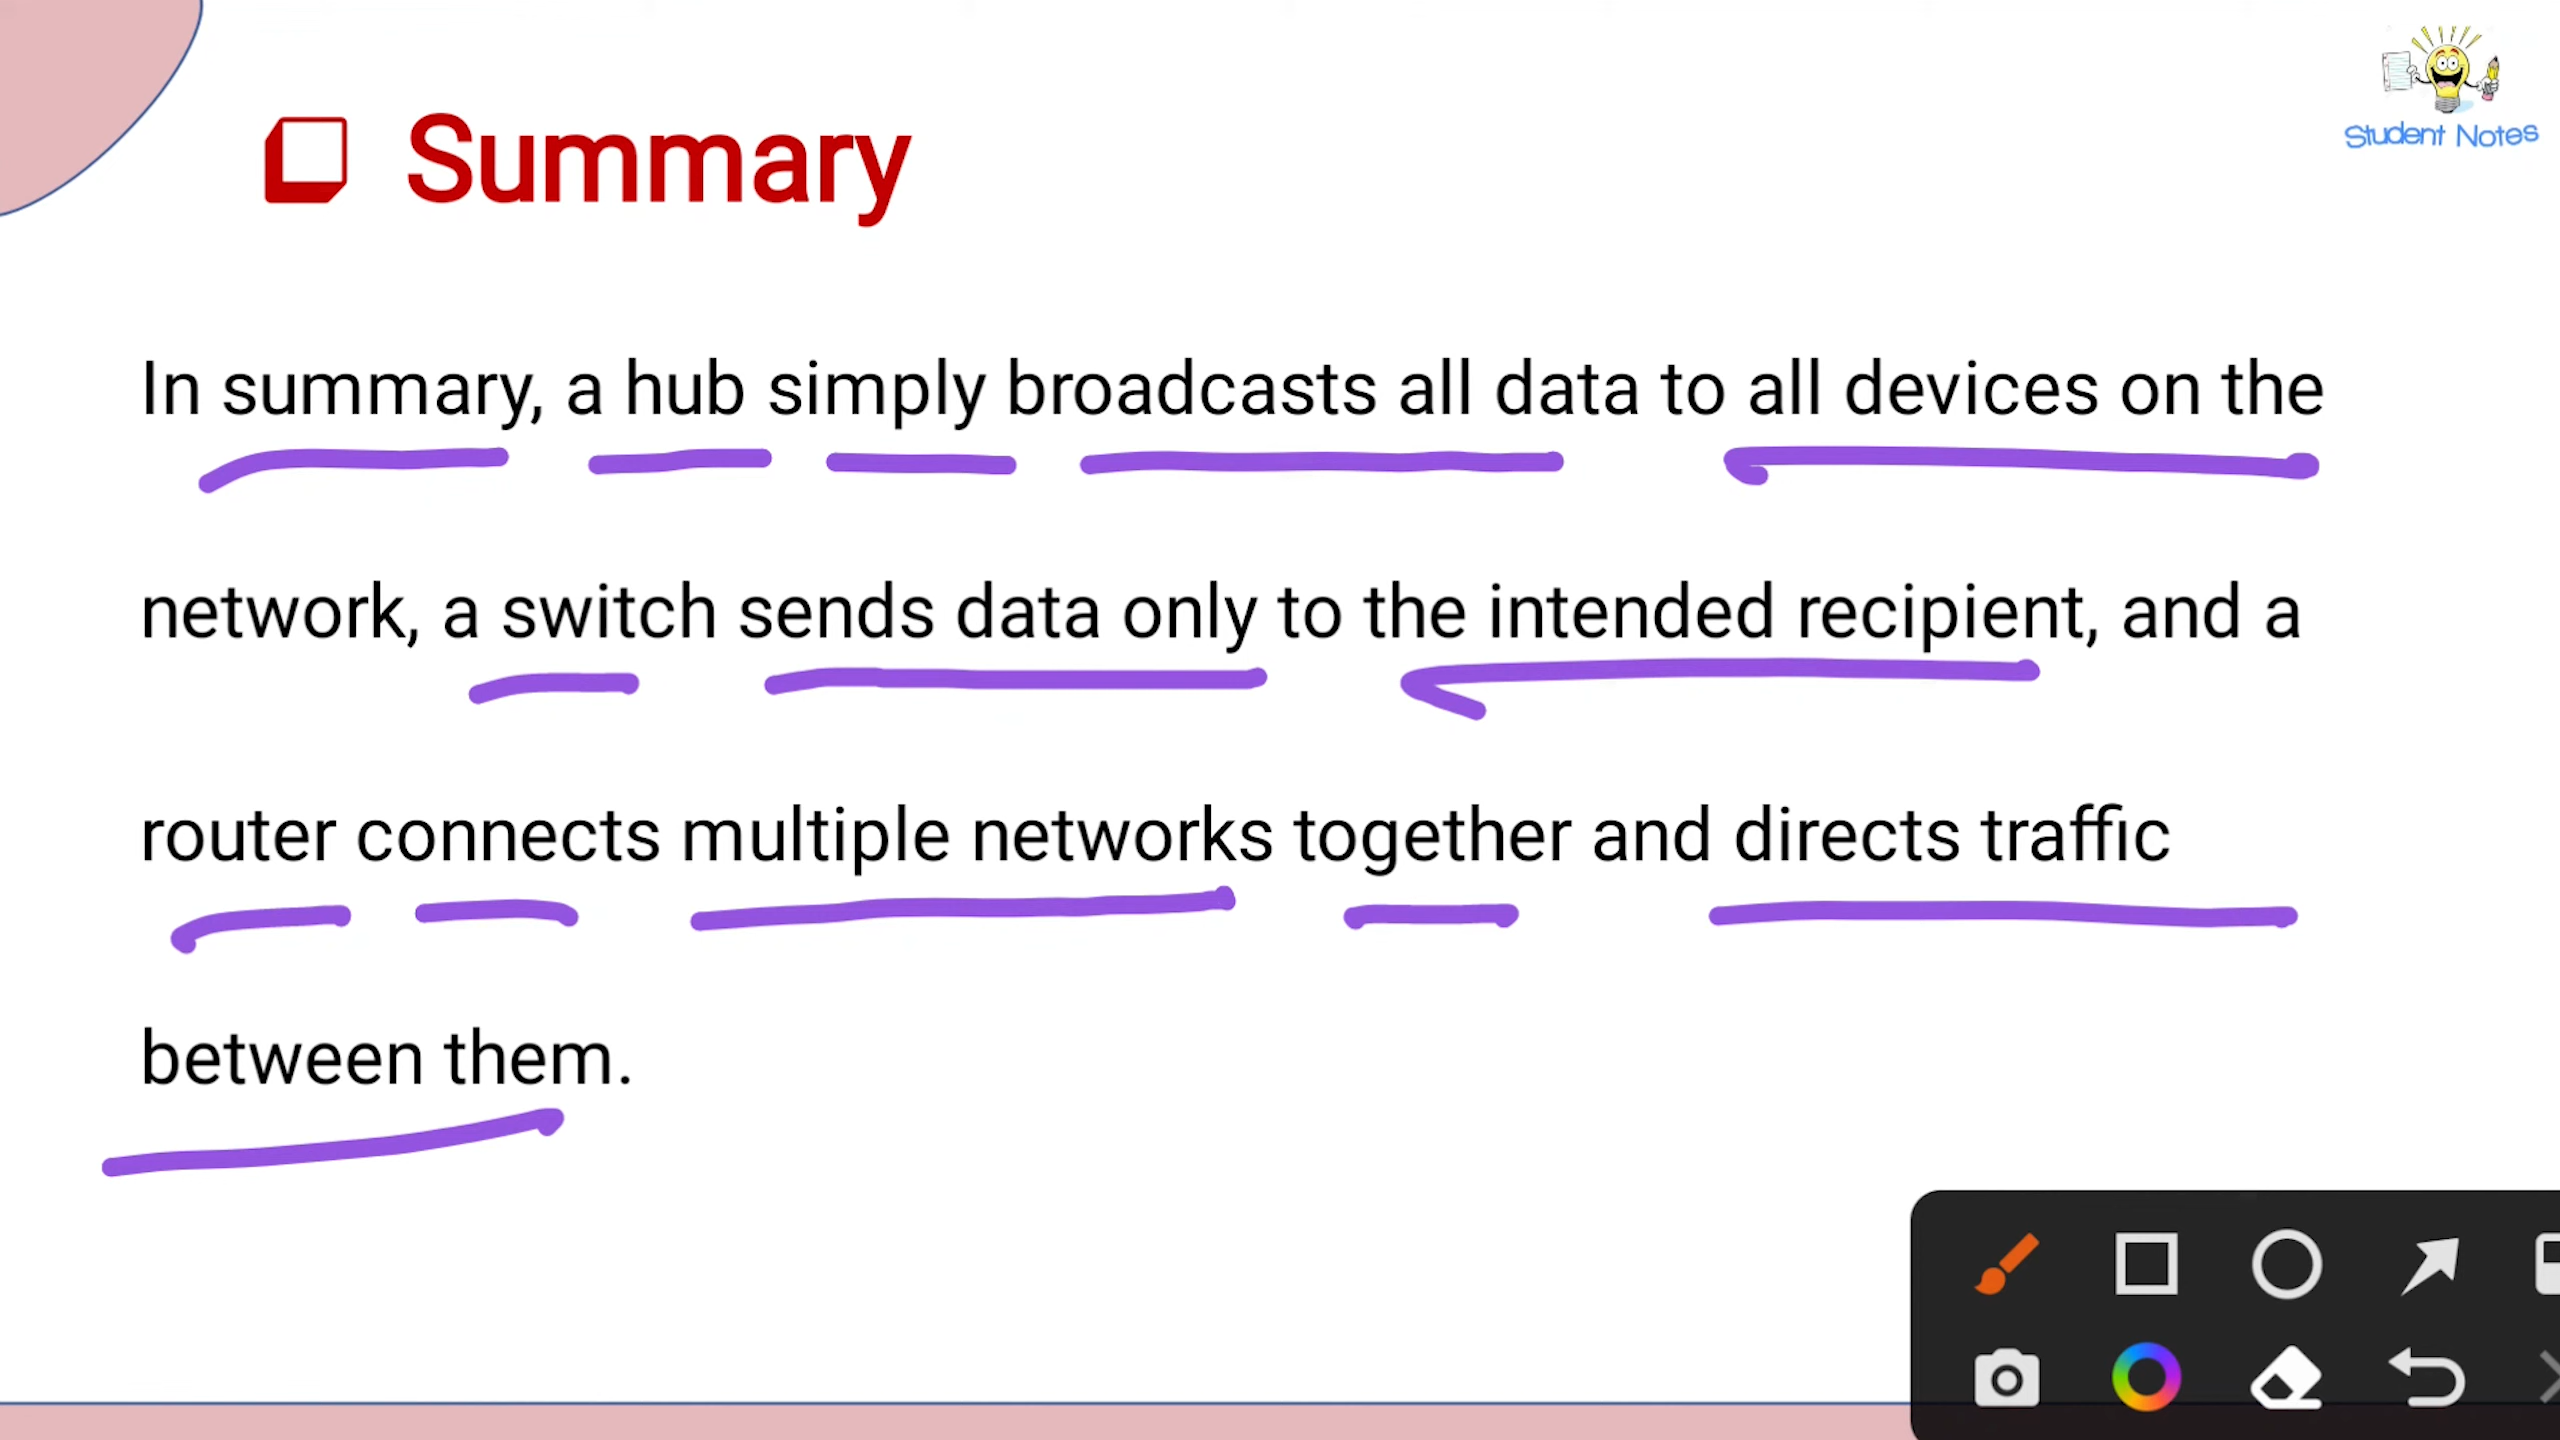 Student Notes
Summary
In summary, a hub simply broadcasts all data to all devices on the
network, a switch sends data only to the intended recipient, and a
router connects multiple networks together and directs traffic
between them.